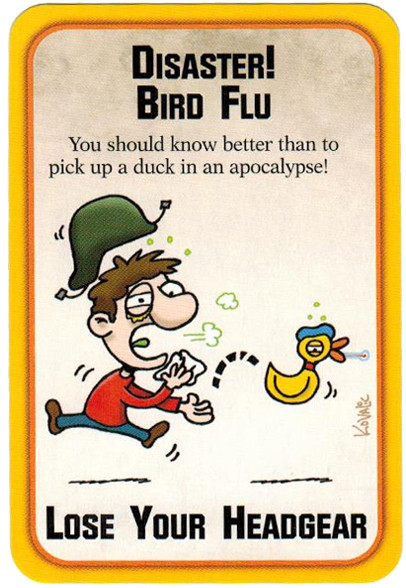 DISASTER!
BIRD FLU
You should know better than to
pick up a duck in an apocalypse!
KOVALIC
LOSE YOUR HEADGEAR